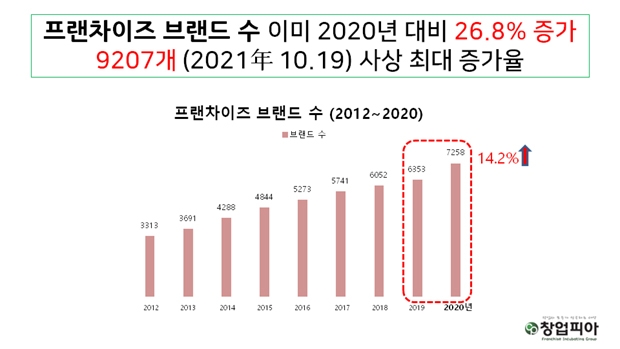 프랜차이즈 브랜드 수 이미 2020년 대비 26.8% 증가
9207개 (2021년 10.19) 사상 최대 증가율
프랜차이즈 브랜드 수 (2012~2020)
브랜드 수
3313
3691
4288
4844
5273
5741
6052
6353
7258
14.2%
2012
2013
2014
2015
2016
2017
2018
2019
2020년
창업피아
Franchise Incubating Group